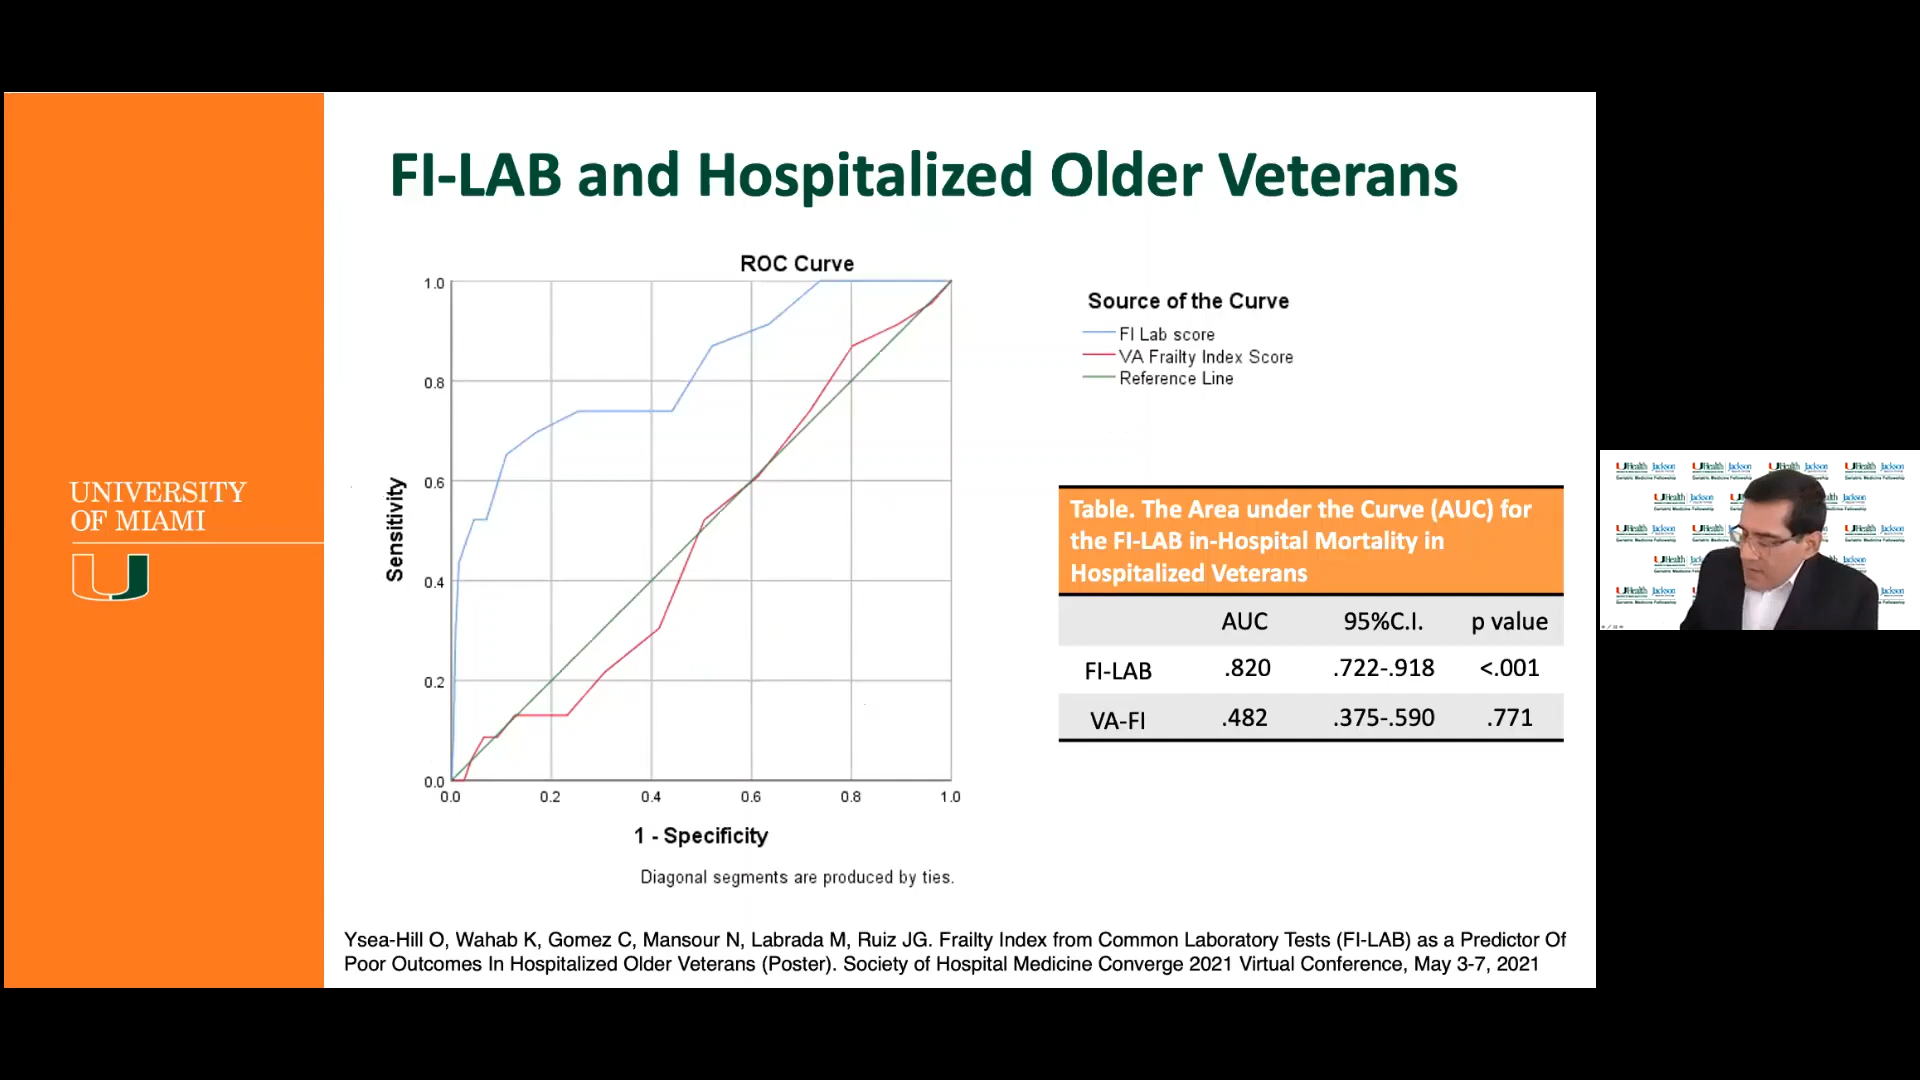 FI-LAB and Hospitalized Older Veterans
UNIVERSITY
OF MIAMI
ROC Curve
1.0
0.8
0.6
0.4
0.2
0.0
Sensitivity
0.0 0.2 0.4 0.6 0.8 1.0
1 - Specificity
Diagonal segments are produced by ties.
Source of the Curve
FI Lab score
VA Frailty Index Score
Reference Line
Table. The Area under the Curve (AUC) for
the FI-LAB in-Hospital Mortality in
Hospitalized Veterans
AUC 95%C.I. p value
FI-LAB .820 .722-.918 <.001
VA-FI .482 .375-.590 .771
Ysea-Hill O, Wahab K, Gomez C, Mansour N, Labrada M, Ruiz JG. Frailty Index from Common Laboratory Tests (FI-LAB) as a Predictor Of
Poor Outcomes In Hospitalized Older Veterans (Poster). Society of Hospital Medicine Converge 2021 Virtual Conference, May 3-7, 2021
UHealth Jackson
Geriatric Medicine Fellowship